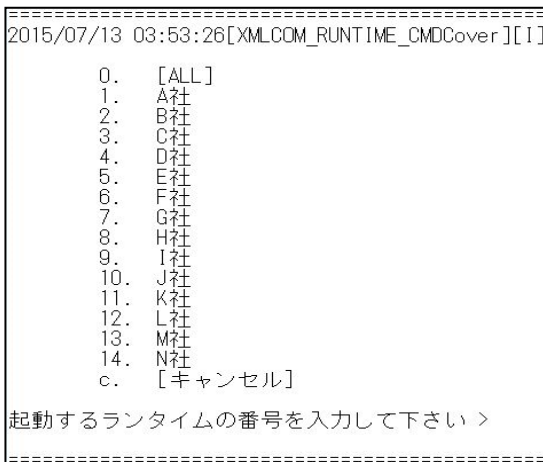 ==================================================
2015/07/13 03:53:26[XMLCOM_RUNTIME_CMDCover][I]
0. [ALL]
1. A社
2. B社
3. C社
4. D社
5. E社
6. F社
7. G社
8. H社
9. I社
10. J社
11. K社
12. L社
13. M社
14. N社
c. [キャンセル]
起動するランタイムの番号を入力して下さい >
==================================================